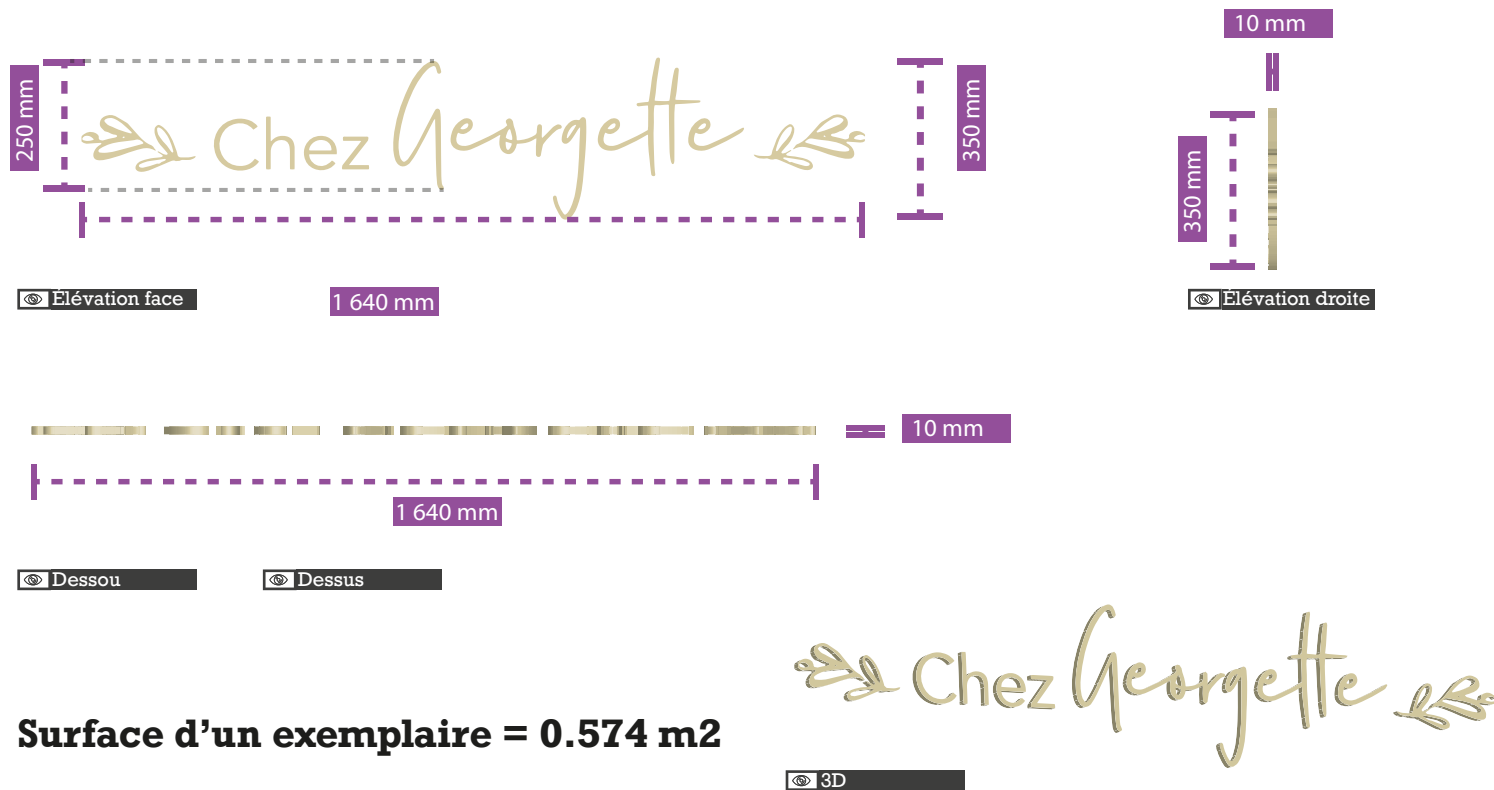 10 mm
250 mm
Chez Georgette
350 mm
350 mm
Élévation face
1 640 mm
Élévation droite
10 mm
1 640 mm
Dessou
Dessus
Chez Georgette
Surface d’un exemplaire = 0.574 m2
3D